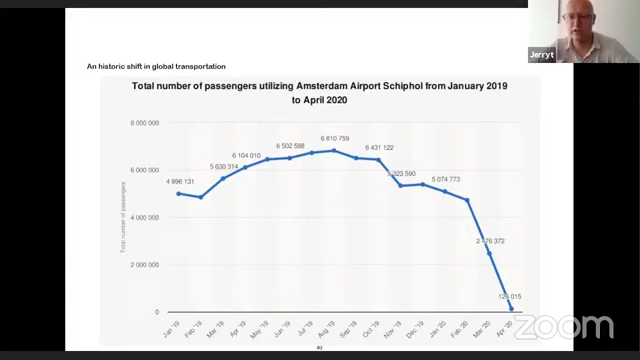 Jerryt
An historic shift in global transportation
Total number of passengers utilizing Amsterdam Airport Schiphol from January 2019
to April 2020
Total number of passengers
8 000 000
6 000 000
4 000 000
2 000 000
0
4 996 131
5 630 314
6 164 010
6 502 588
6 810 759
6 431 122
323 590
5 074 773
2 476 372
126 015
Jan '19
Feb '19
Mar '19
Apr '19
May '19
Jun '19
Jul '19
Aug '19
Sep '19
Oct '19
Nov '19
Dec '19
Jan '20
Feb '20
Mar '20
Apr '20
zoom